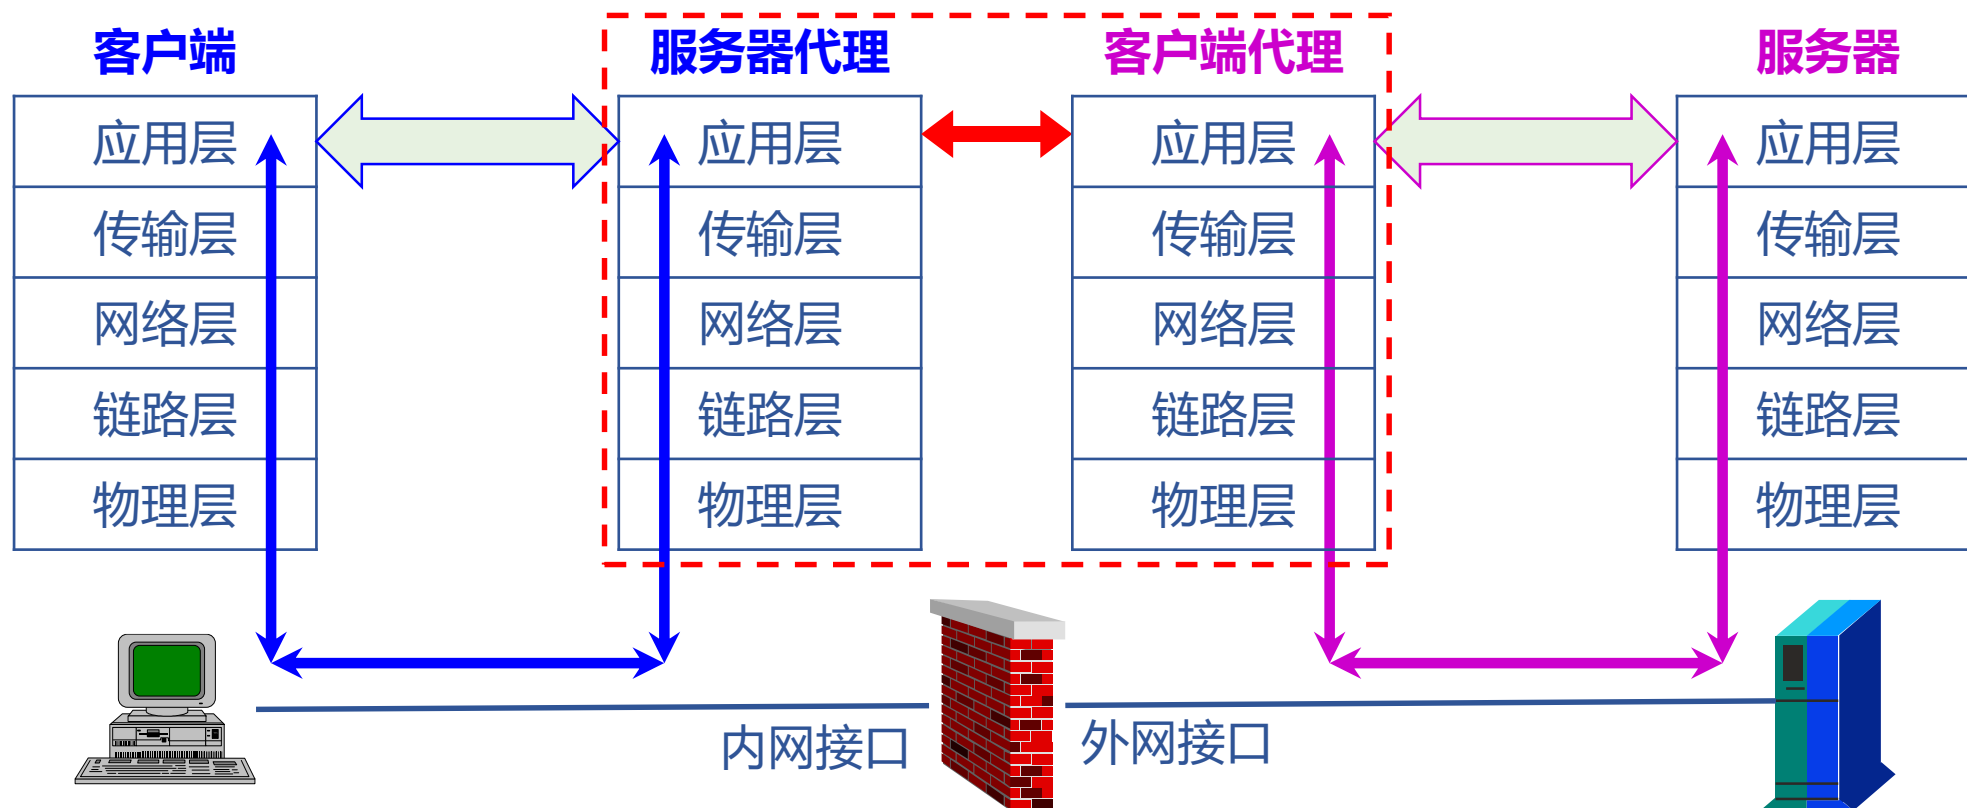 客户端 服务器代理 客户端代理 服务器
应用层 应用层 应用层 应用层
传输层 传输层 传输层 传输层
网络层 网络层 网络层 网络层
链路层 链路层 链路层 链路层
物理层 物理层 物理层 物理层
内网接口 外网接口